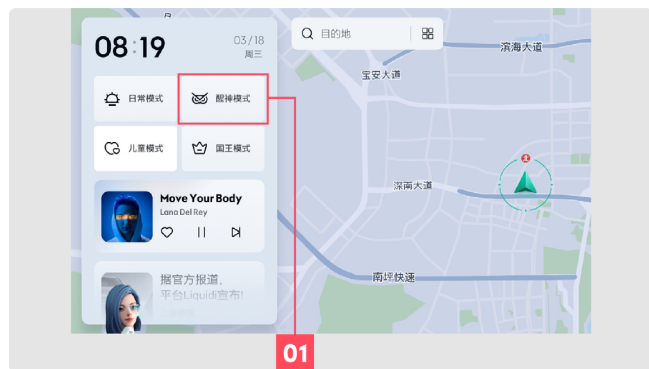 08:19
03/18
周三
日常模式
醒神模式
儿童模式
国王模式
Move Your Body
Lana Del Rey
据官方报道，
平台Liquidi宣布!
目的地
滨海大道
宝安大道
北
深南大道
南坪快速
01